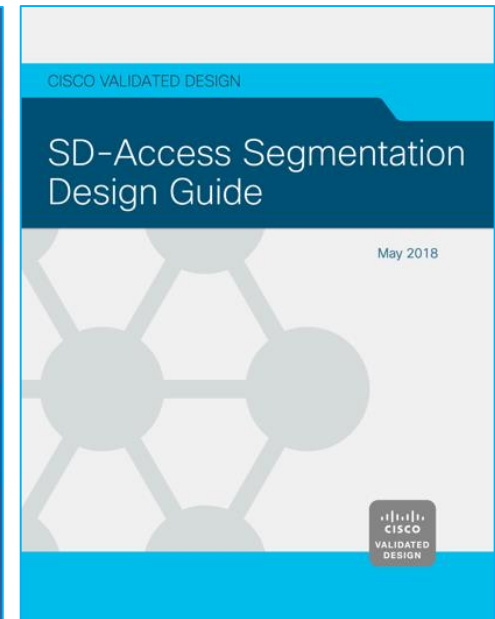 CISCO VALIDATED DESIGN
SD-Access Segmentation
Design Guide
May 2018
CISCO
VALIDATED
DESIGN